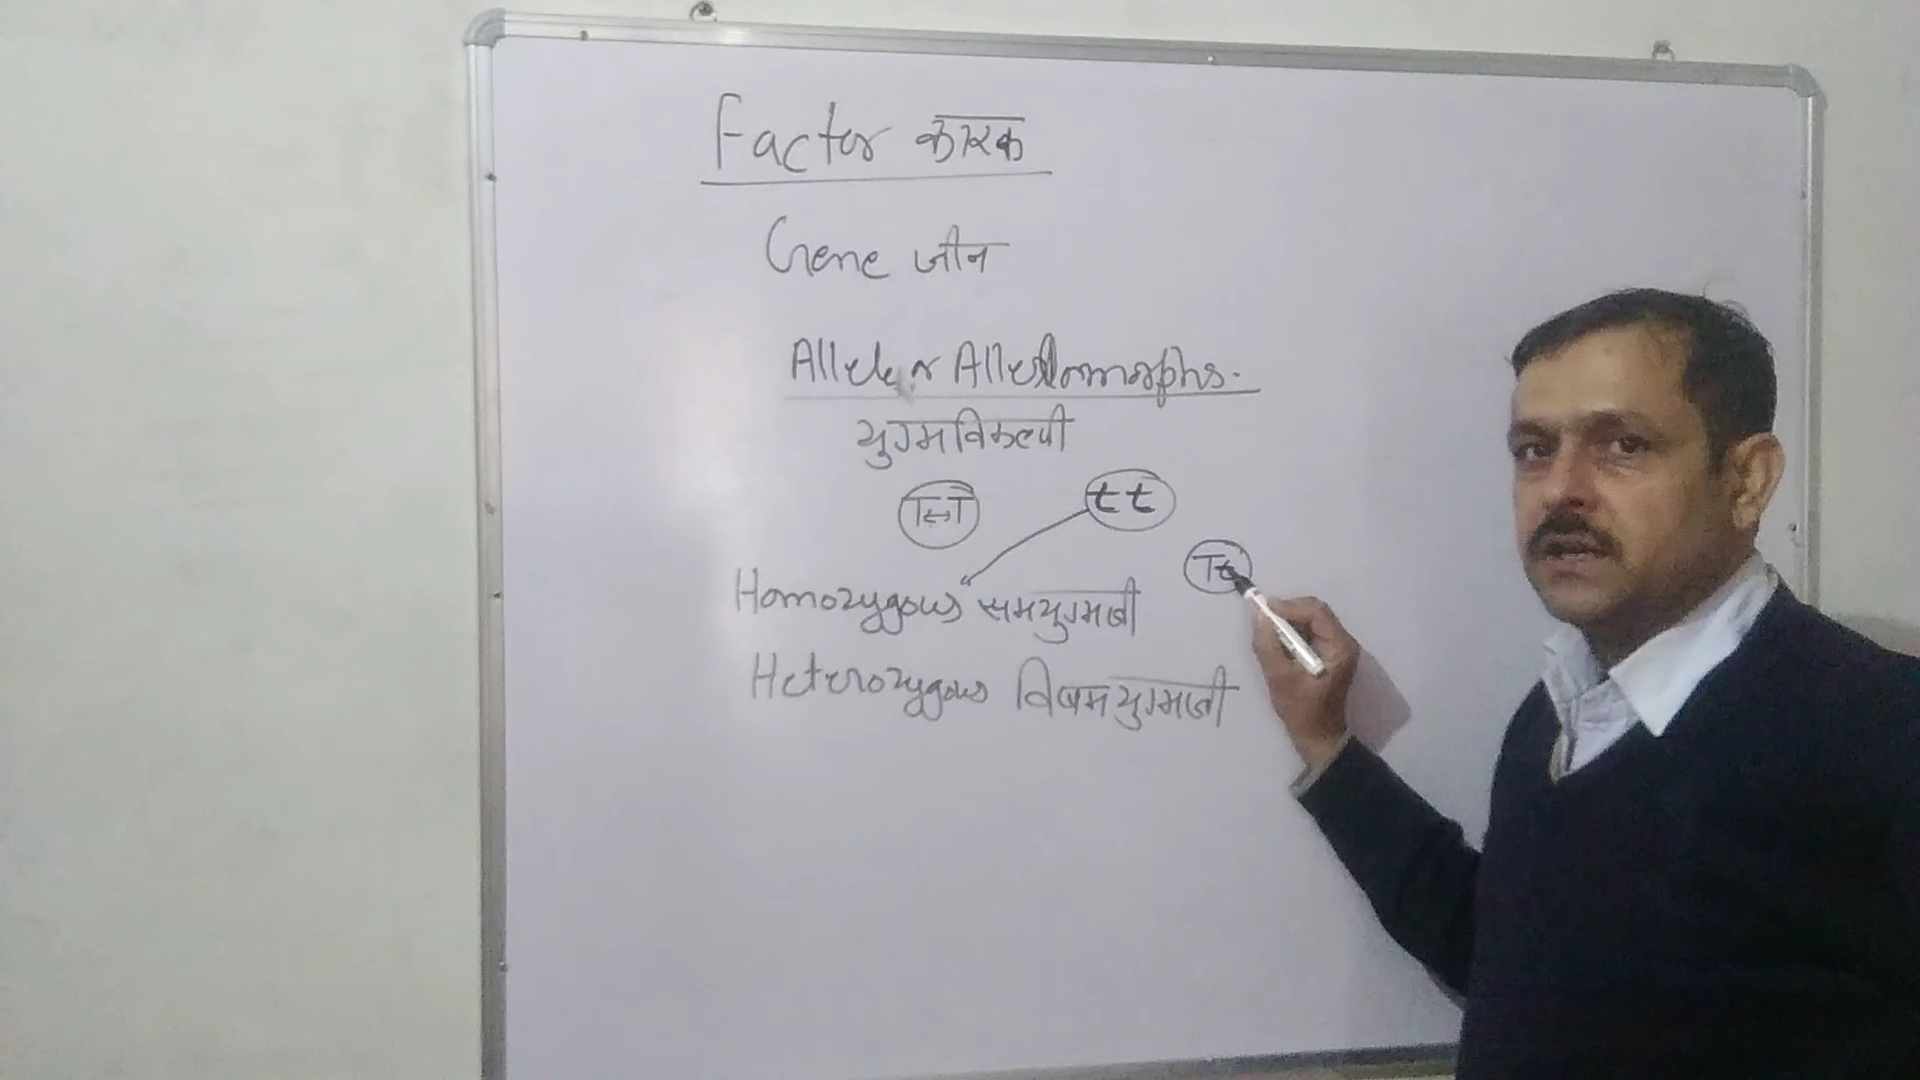 Factor कारक
Gene जीन
Allele or Allelomorphs.
युग्मविकल्पी
TT tt
Tt
Homozygous समयुग्मजी
Heterozygous विषमयुग्मजी